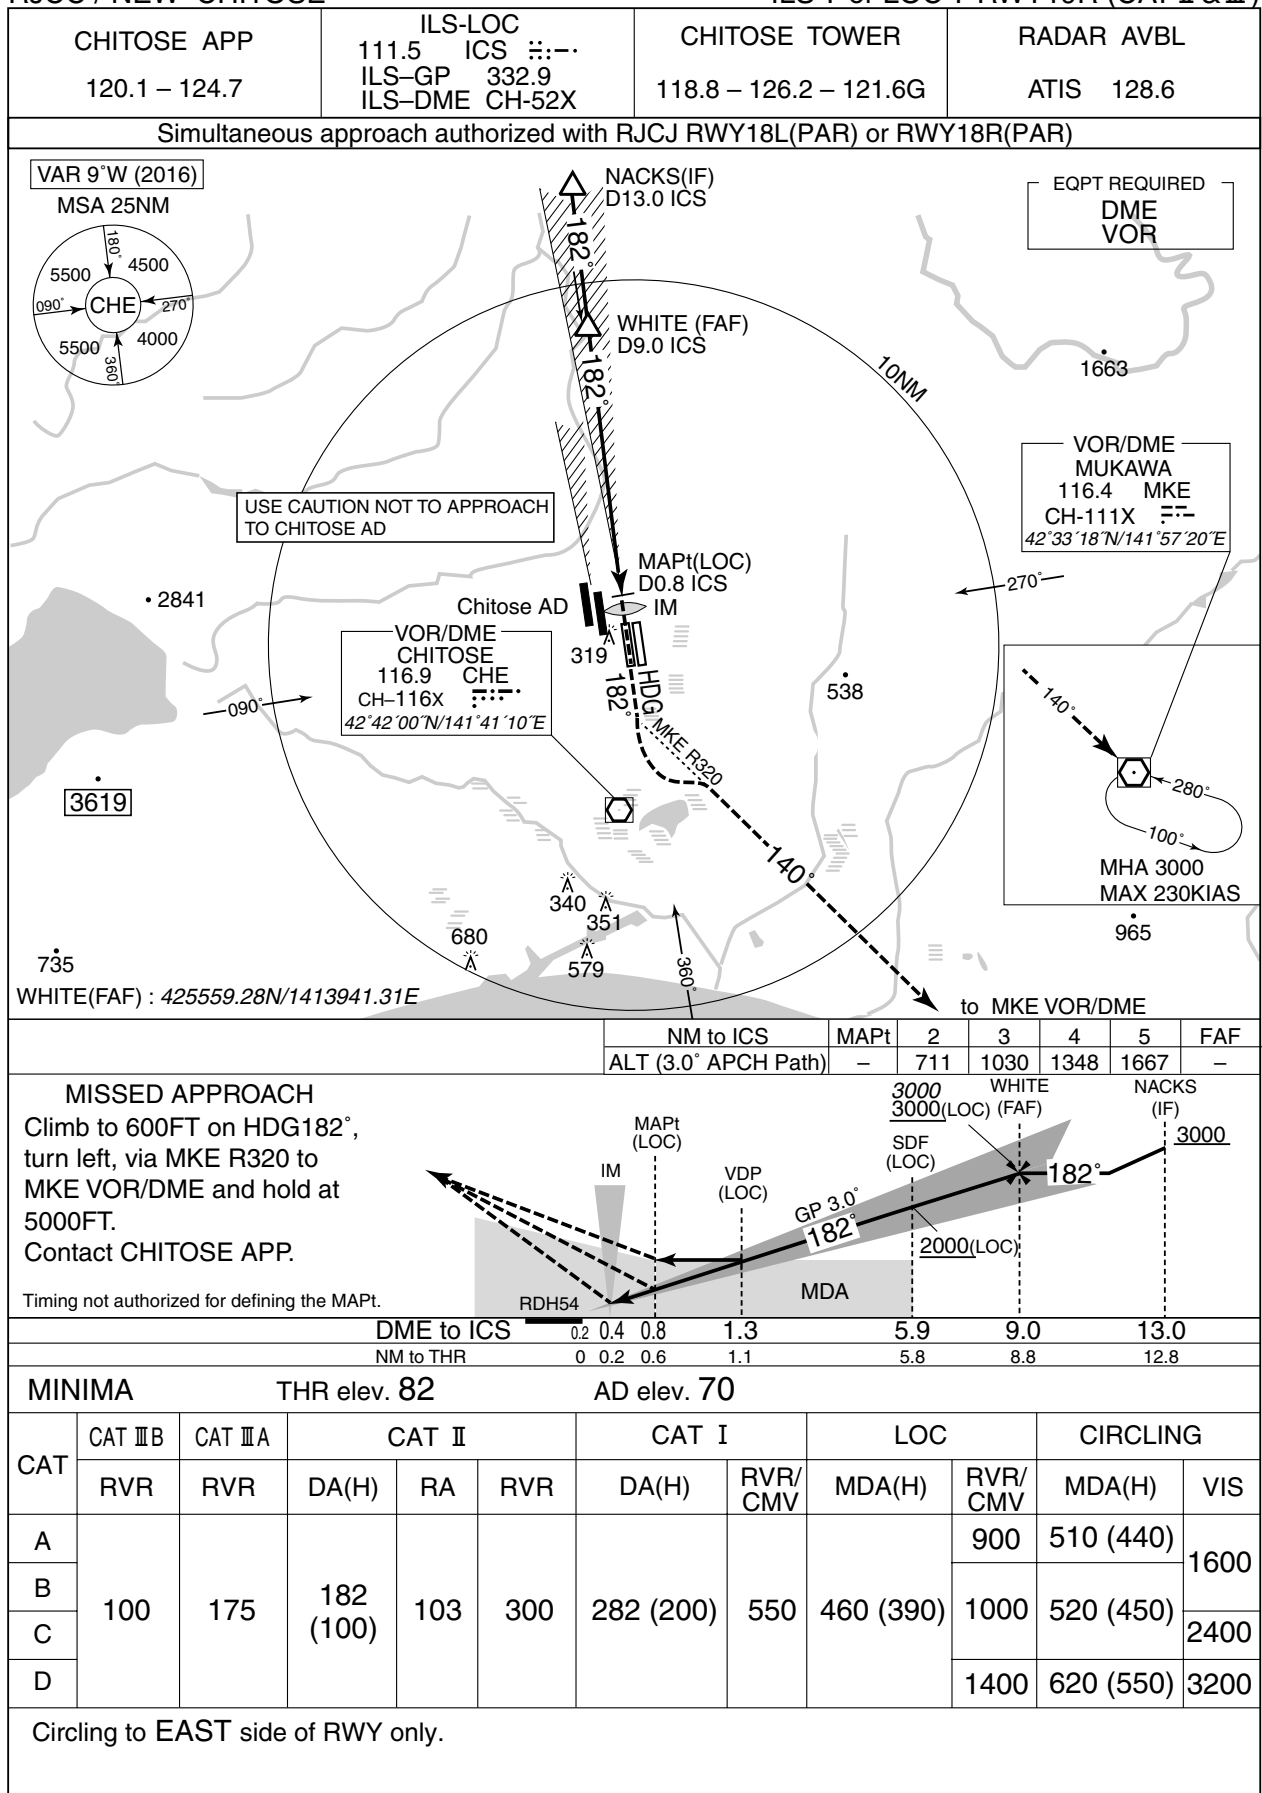 CHITOSE APP
120.1 – 124.7
ILS-LOC
111.5 ICS
ILS–GP 332.9
ILS–DME CH-52X
CHITOSE TOWER
118.8 – 126.2 – 121.6G
RADAR AVBL
ATIS 128.6
Simultaneous approach authorized with RJCJ RWY18L(PAR) or RWY18R(PAR)
VAR 9°W (2016)
MSA 25NM
180°
5500
4500
090°
CHE
270°
5500
4000
360°
NACKS(IF)
D13.0 ICS
182°
EQPT REQUIRED
DME
VOR
WHITE (FAF)
D9.0 ICS
182°
10NM
1663
VOR/DME
MUKAWA
116.4 MKE
CH-111X
42°33´18˝N/141°57´20˝E
USE CAUTION NOT TO APPROACH
TO CHITOSE AD
MAPt(LOC)
D0.8 ICS
IM
Chitose AD
270°
2841
319
VOR/DME
CHITOSE
116.9 CHE
CH–116X
42°42´00˝N/141°41´10˝E
HDG
182°
MKE R320
538
090°
140°
280°
100°
MHA 3000
MAX 230KIAS
3619
140°
340
351
680
579
360°
965
735
WHITE(FAF) : 425559.28N/1413941.31E
to MKE VOR/DME
NM to ICS MAPt 2 3 4 5 FAF
ALT (3.0° APCH Path) – 711 1030 1348 1667 –
MISSED APPROACH
Climb to 600FT on HDG182°,
turn left, via MKE R320 to
MKE VOR/DME and hold at
5000FT.
Contact CHITOSE APP.
Timing not authorized for defining the MAPt.
3000
3000(LOC)
WHITE
(FAF)
NACKS
(IF)
3000
MAPt
(LOC)
SDF
(LOC)
IM
VDP
(LOC)
182°
GP 3.0°
182°
2000(LOC)
MDA
RDH54
DME to ICS 0.2 0.4 0.8 1.3 5.9 9.0 13.0
NM to THR 0 0.2 0.6 1.1 5.8 8.8 12.8
MINIMA THR elev. 82 AD elev. 70
CAT CAT ⅢB CAT ⅢA CAT Ⅱ CAT Ⅰ LOC CIRCLING
RVR RVR DA(H) RA RVR DA(H) RVR/CMV MDA(H) RVR/CMV MDA(H) VIS
A 900 510 (440) 1600
B
100 175 182 (100) 103 300 282 (200) 550 460 (390) 1000 520 (450)
C 2400
D 1400 620 (550) 3200
Circling to EAST side of RWY only.